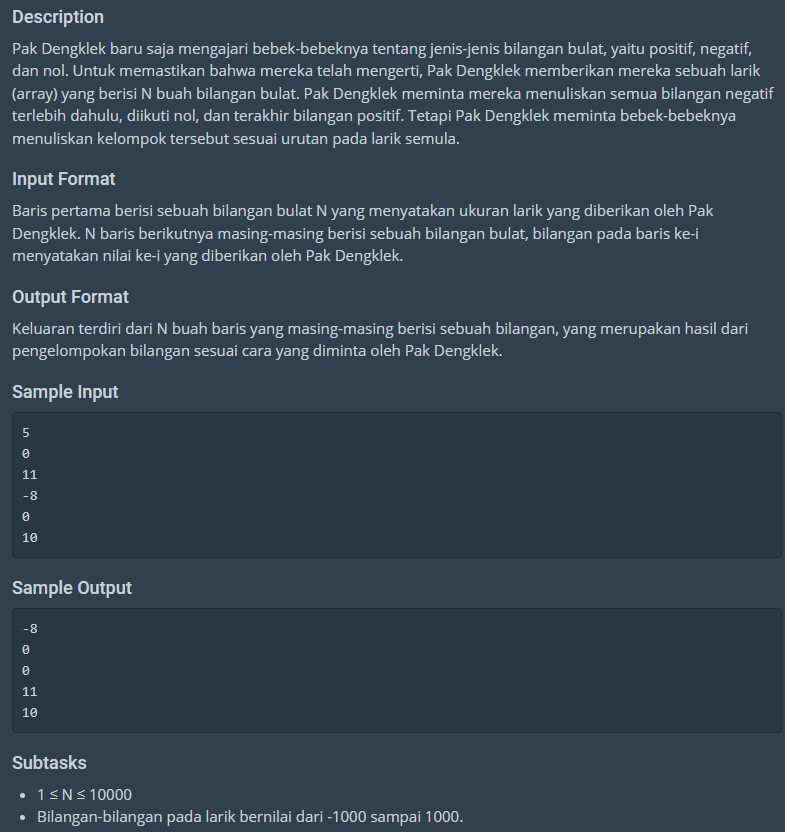 Description
Pak Dengklek baru saja mengajari bebek-bebeknya tentang jenis-jenis bilangan bulat, yaitu positif, negatif,
dan nol. Untuk memastikan bahwa mereka telah mengerti, Pak Dengklek memberikan mereka sebuah larik
(array) yang berisi N buah bilangan bulat. Pak Dengklek meminta mereka menuliskan semua bilangan negatif
terlebih dahulu, diikuti nol, dan terakhir bilangan positif. Tetapi Pak Dengklek meminta bebek-bebeknya
menuliskan kelompok tersebut sesuai urutan pada larik semula.
Input Format
Baris pertama berisi sebuah bilangan bulat N yang menyatakan ukuran larik yang diberikan oleh Pak
Dengklek. N baris berikutnya masing-masing berisi sebuah bilangan bulat, bilangan pada baris ke-i
menyatakan nilai ke-i yang diberikan oleh Pak Dengklek.
Output Format
Keluaran terdiri dari N buah baris yang masing-masing berisi sebuah bilangan, yang merupakan hasil dari
pengelompokan bilangan sesuai cara yang diminta oleh Pak Dengklek.
Sample Input
5
0
11
-8
0
10
Sample Output
-8
0
0
11
10
Subtasks
• 1 ≤ N ≤ 10000
• Bilangan-bilangan pada larik bernilai dari -1000 sampai 1000.